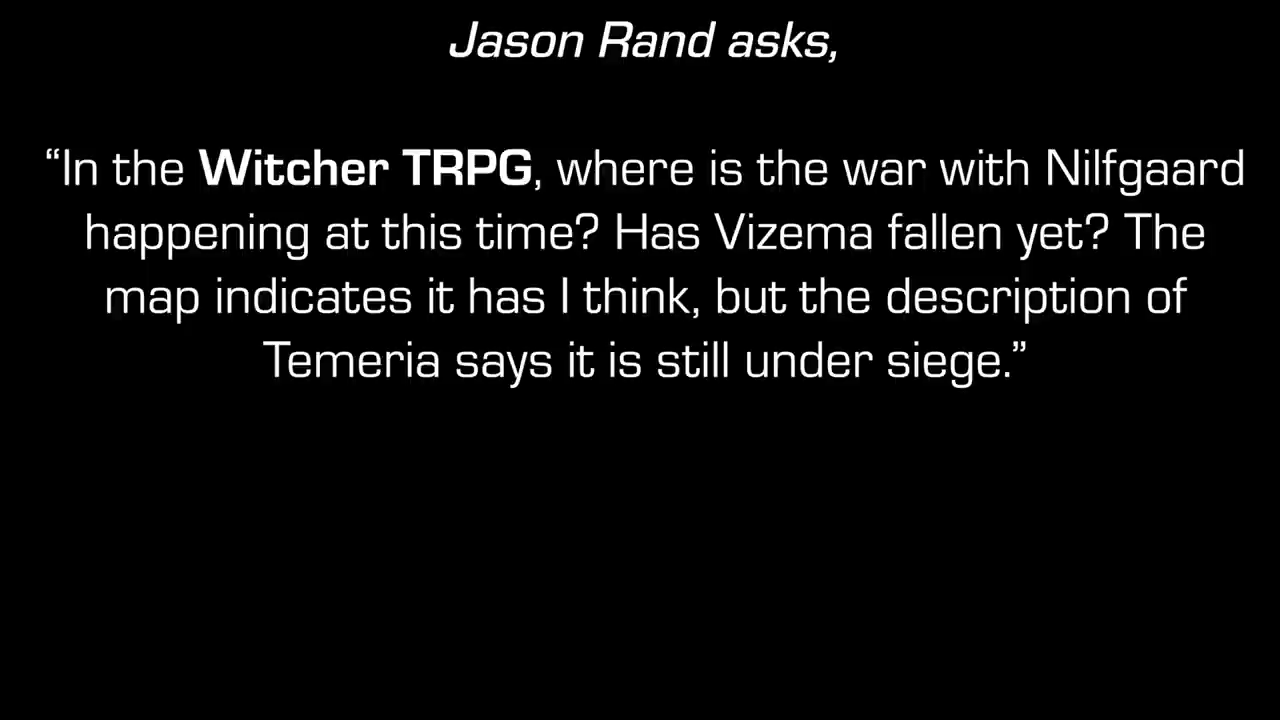 Jason Rand asks,
“In the Witcher TRPG, where is the war with Nilfgaard
happening at this time? Has Vizema fallen yet? The
map indicates it has I think, but the description of
Temeria says it is still under siege.”